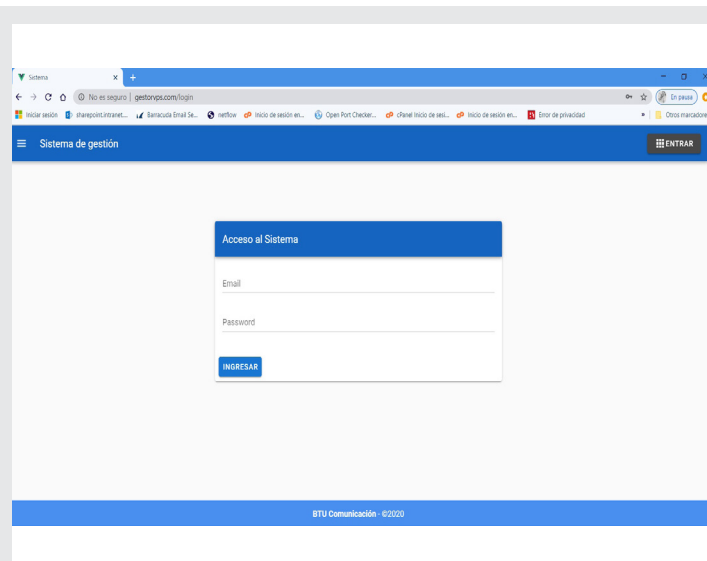 Sistema
No es seguro | gestorvps.com/login
En pausa
Iniciar sesión sharepoint.intranet... Barracuda Email Se... netflow Inicio de sesión en... Open Port Checker... cPanel Inicio de sesi... Inicio de sesión en... Error de privacidad » Otros marcadores
Sistema de gestión
ENTRAR
Acceso al Sistema
Email
Password
INGRESAR
BTU Comunicación - ©2020